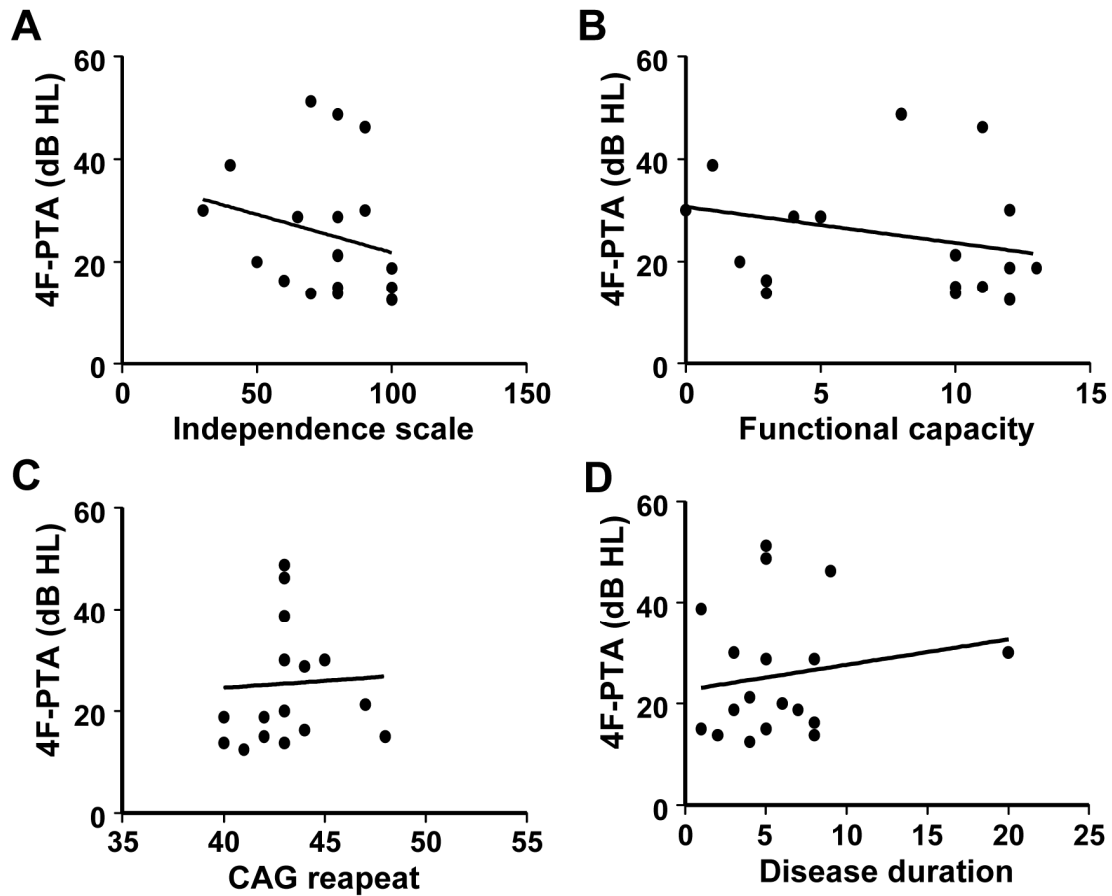 A
4F-PTA (dB HL)
60
40
20
0
0 50 100 150
Independence scale
B
4F-PTA (dB HL)
60
40
20
0
0 5 10 15
Functional capacity
C
4F-PTA (dB HL)
60
40
20
0
35 40 45 50 55
CAG reapeat
D
4F-PTA (dB HL)
60
40
20
0
0 5 10 15 20 25
Disease duration